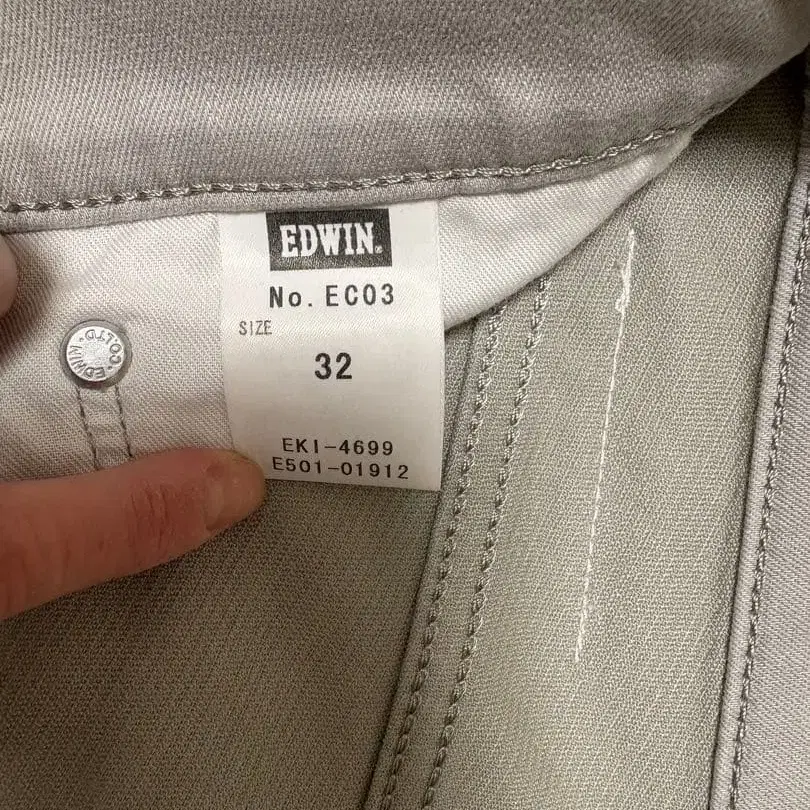 EDWIN.
No. EC03
SIZE
32
EKI-4699
E501-01912
EDWIN CO.LTD.